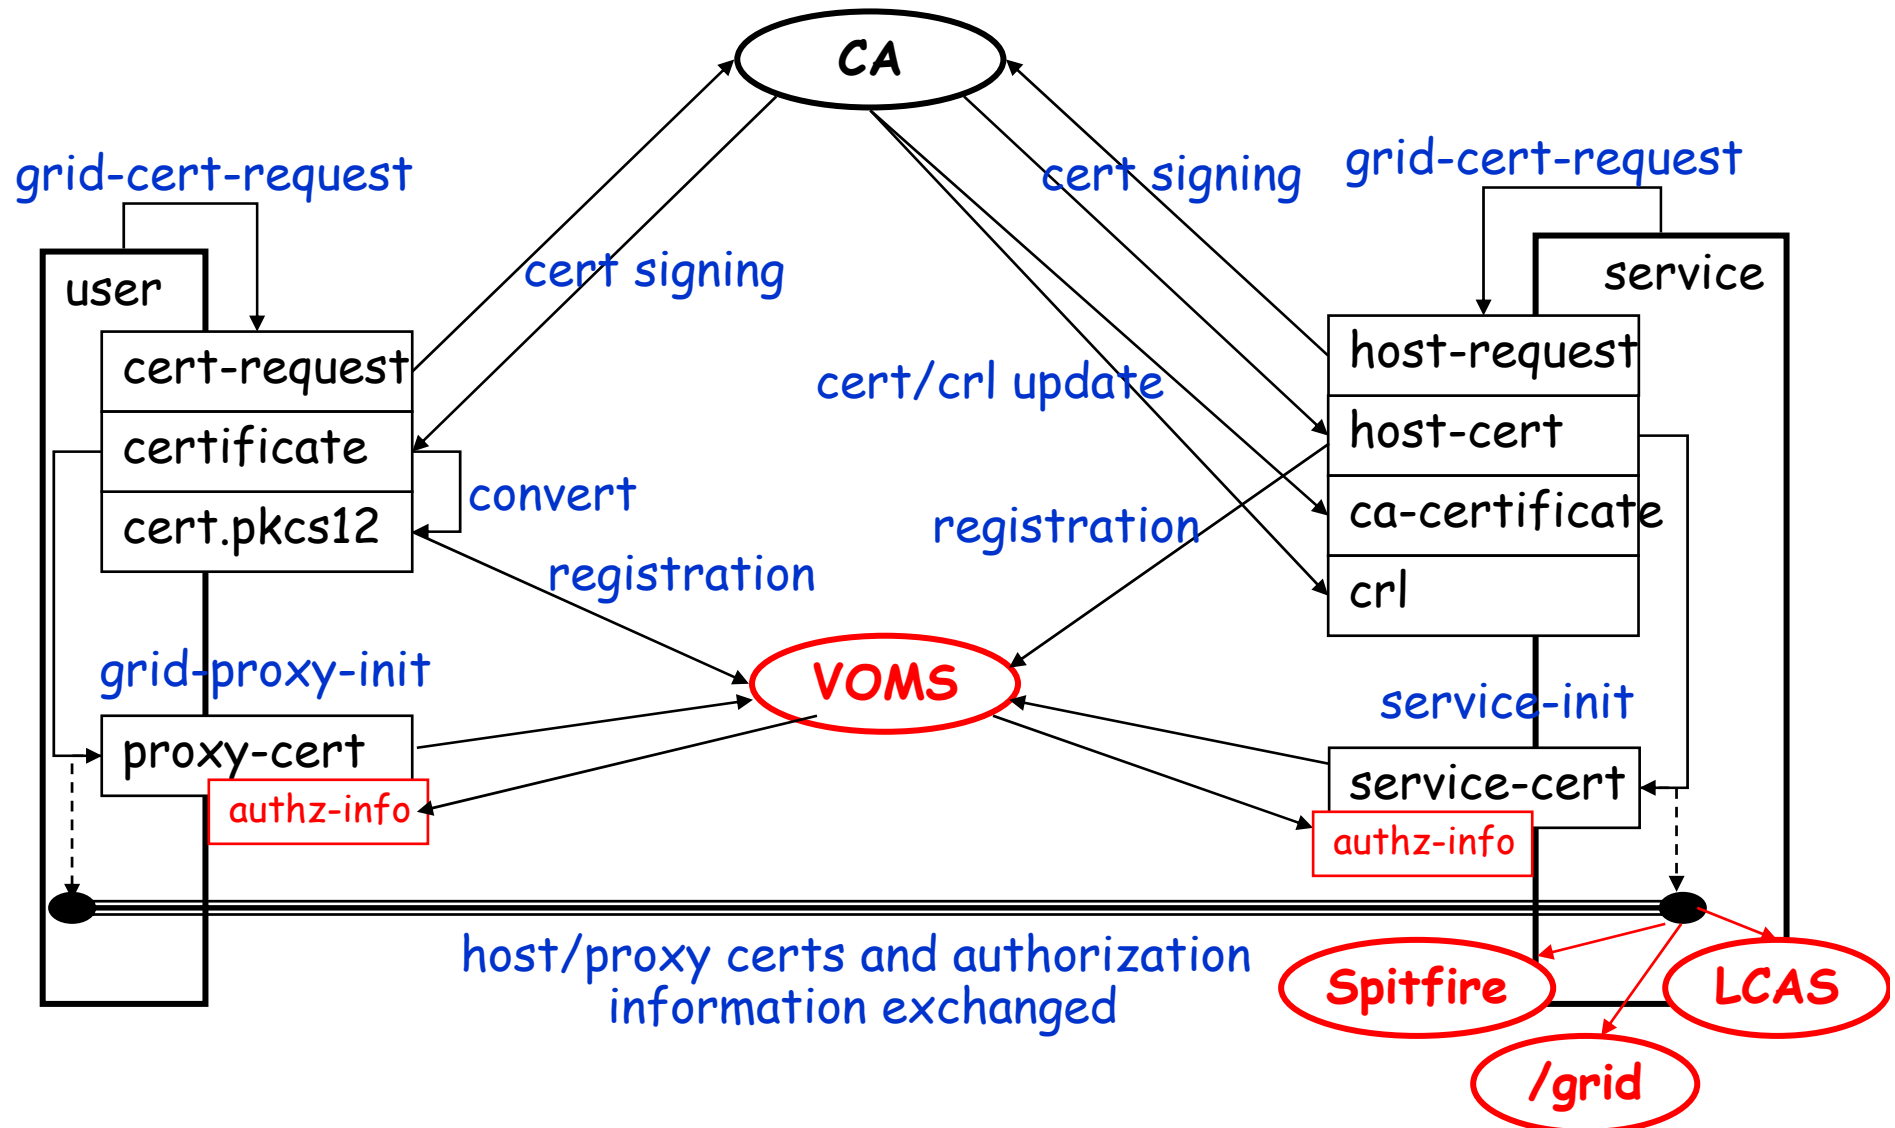 CA
grid-cert-request
cert signing
grid-cert-request
user
cert signing
service
cert-request
cert/crl update
host-request
certificate
host-cert
convert
cert.pkcs12
registration
ca-certificate
registration
crl
grid-proxy-init
VOMS
service-init
proxy-cert
service-cert
authz-info
authz-info
host/proxy certs and authorization
information exchanged
Spitfire
LCAS
/grid